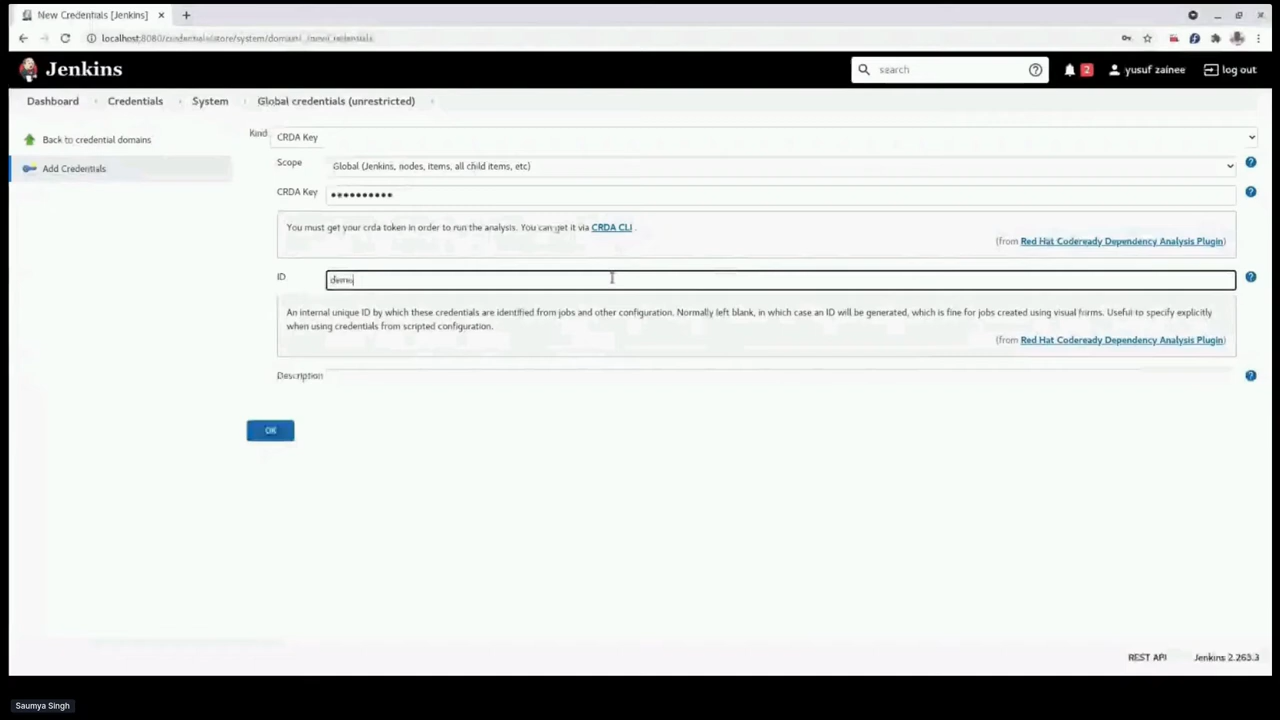 New Credentials [Jenkins]
localhost:8080/credentials/store/system/domain/_/newCredentials
Jenkins
search
2
yusuf zainee
log out
Dashboard
Credentials
System
Global credentials (unrestricted)
Back to credential domains
Add Credentials
Kind
CRDA Key
Scope
Global (Jenkins, nodes, items, all child items, etc)
CRDA Key
••••••••••
You must get your crda token in order to run the analysis. You can get it via CRDA CLI .
(from Red Hat Codeready Dependency Analysis Plugin)
ID
demo
An internal unique ID by which these credentials are identified from jobs and other configuration. Normally left blank, in which case an ID will be generated, which is fine for jobs created using visual forms. Useful to specify explicitly
when using credentials from scripted configuration.
(from Red Hat Codeready Dependency Analysis Plugin)
Description
OK
REST API
Jenkins 2.263.3
Saumya Singh